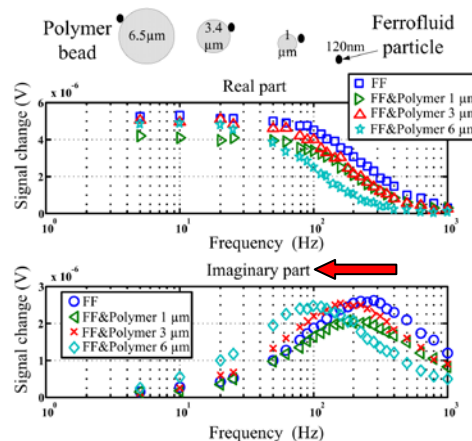 Polymer bead
6.5µm
3.4 µm
1 µm
120nm
Ferrofluid particle
Real part
x 10⁻⁶
Signal change (V)
6
4
2
0
FF
FF&Polymer 1 µm
FF&Polymer 3 µm
FF&Polymer 6 µm
10⁰ 10¹ 10² 10³
Frequency (Hz)
Imaginary part
x 10⁻⁶
Signal change (V)
3
2
1
0
FF
FF&Polymer 1 µm
FF&Polymer 3 µm
FF&Polymer 6 µm
10⁰ 10¹ 10² 10³
Frequency (Hz)